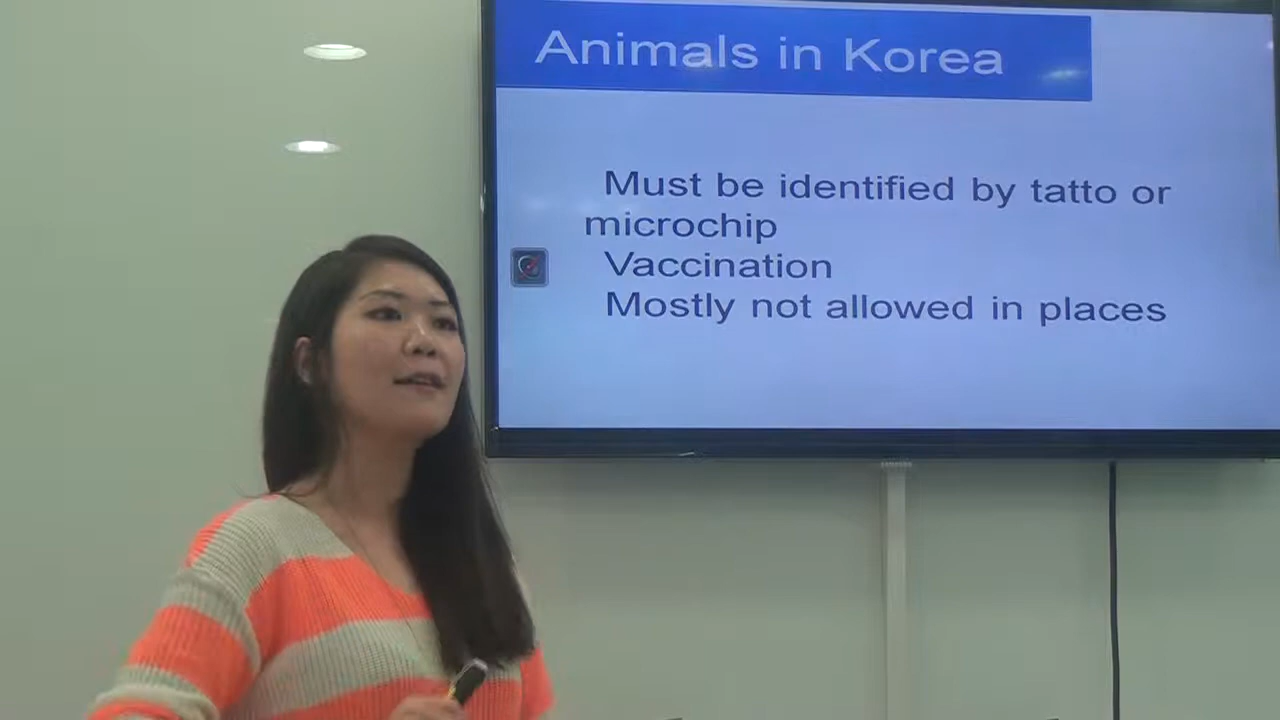 Animals in Korea
Must be identified by tatto or
microchip
Vaccination
Mostly not allowed in places